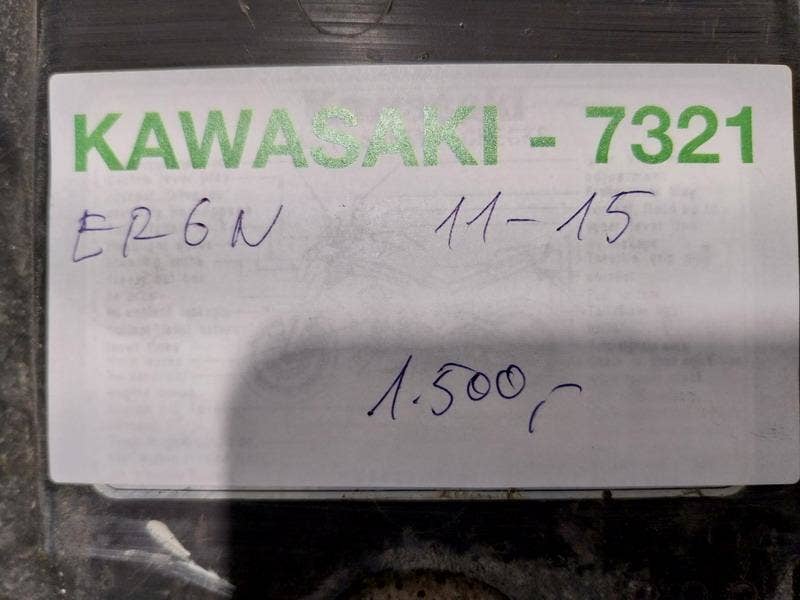 KAWASAKI - 7321
ER6N 11-15
1.500,-